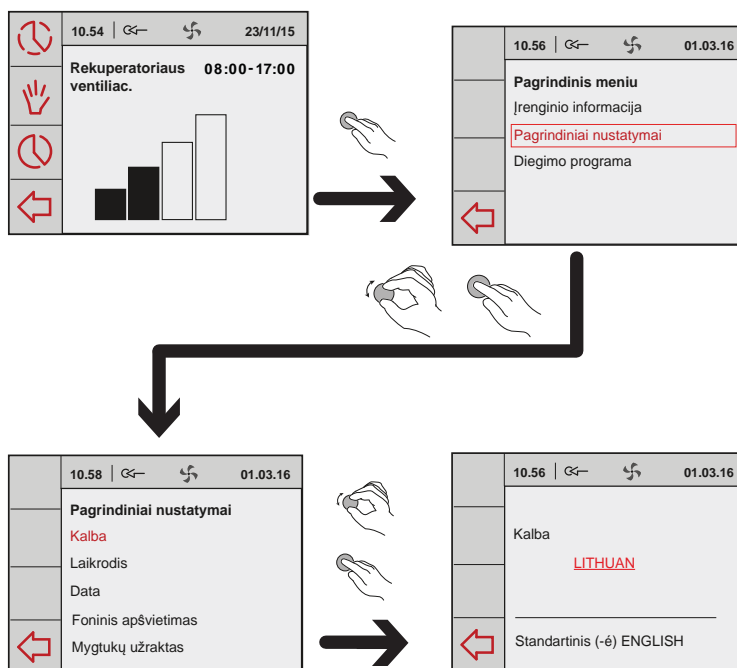 10.54 23/11/15
Rekuperatoriaus 08:00-17:00
ventiliac.
10.56 01.03.16
Pagrindinis meniu
Įrenginio informacija
Pagrindiniai nustatymai
Diegimo programa
10.58 01.03.16
Pagrindiniai nustatymai
Kalba
Laikrodis
Data
Foninis apŝvietimas
Mygtukų užraktas
10.56 01.03.16
Kalba
LITHUAN
Standartinis (-é) ENGLISH